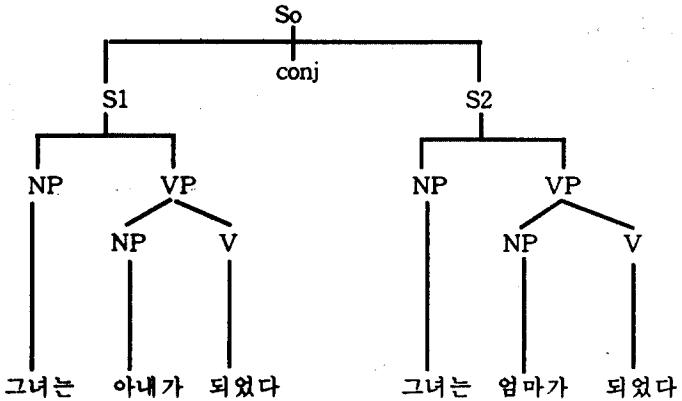 So
conj
S1 S2
NP VP NP VP
NP V NP V
그녀는 아내가 되었다 그녀는 엄마가 되었다